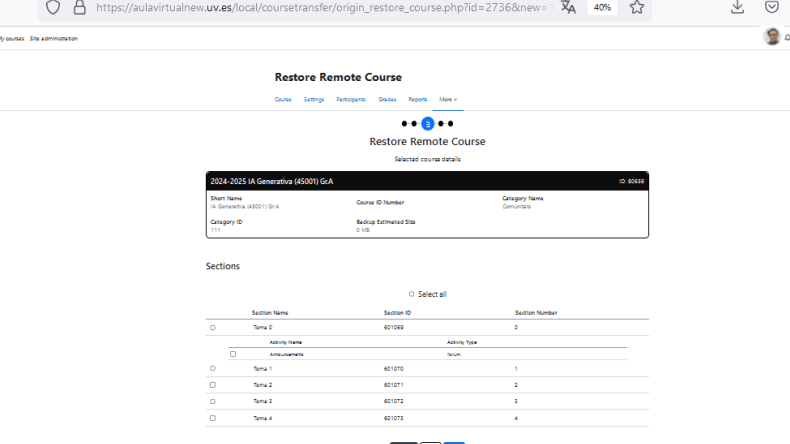 https://aulavirtualnew.uv.es/local/coursetransfer/origin_restore_course.php?id=2736&new=
40%
courses Site administration
Restore Remote Course
Course Settings Participants Grades Reports More
3
Restore Remote Course
Selected course details
2024-2025 IA Generativa (45001) Gr.A ID: 80656
Short Name Course ID Number Category Name
IA Generativa (45001) Gr.A Comunitats
Category ID Backup Estimated Size
111 0 MB
Sections
Select all
Section Name Section ID Section Number
Tema 0 601069 0
Activity Name Activity Type
Announcements forum
Tema 1 601070 1
Tema 2 601071 2
Tema 3 601072 3
Tema 4 601073 4